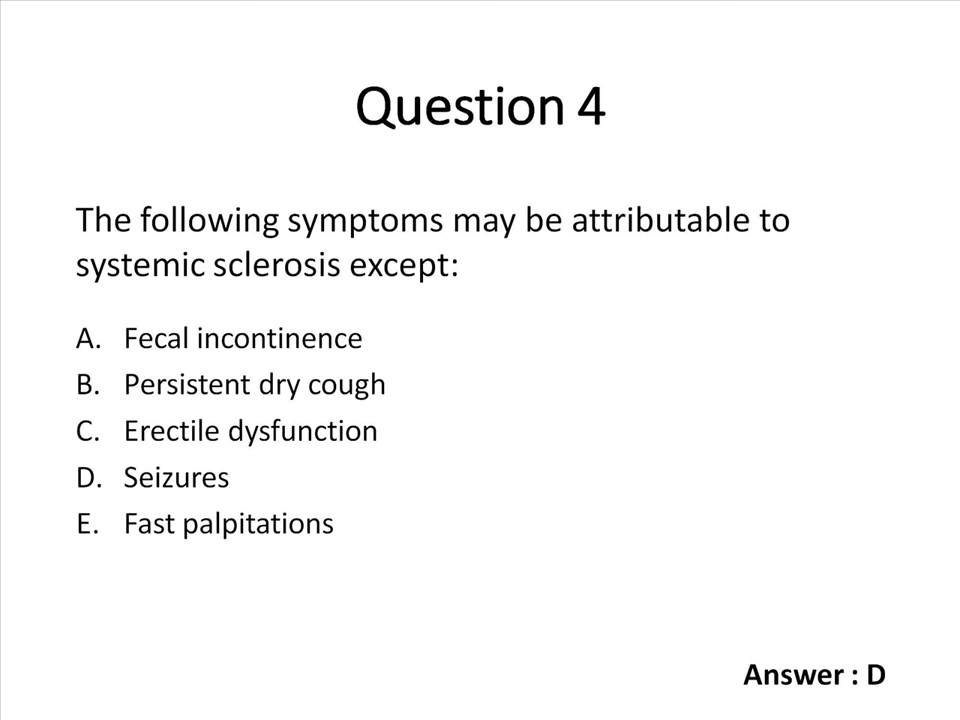 Question 4
The following symptoms may be attributable to
systemic sclerosis except:
A. Fecal incontinence
B. Persistent dry cough
C. Erectile dysfunction
D. Seizures
E. Fast palpitations
Answer : D